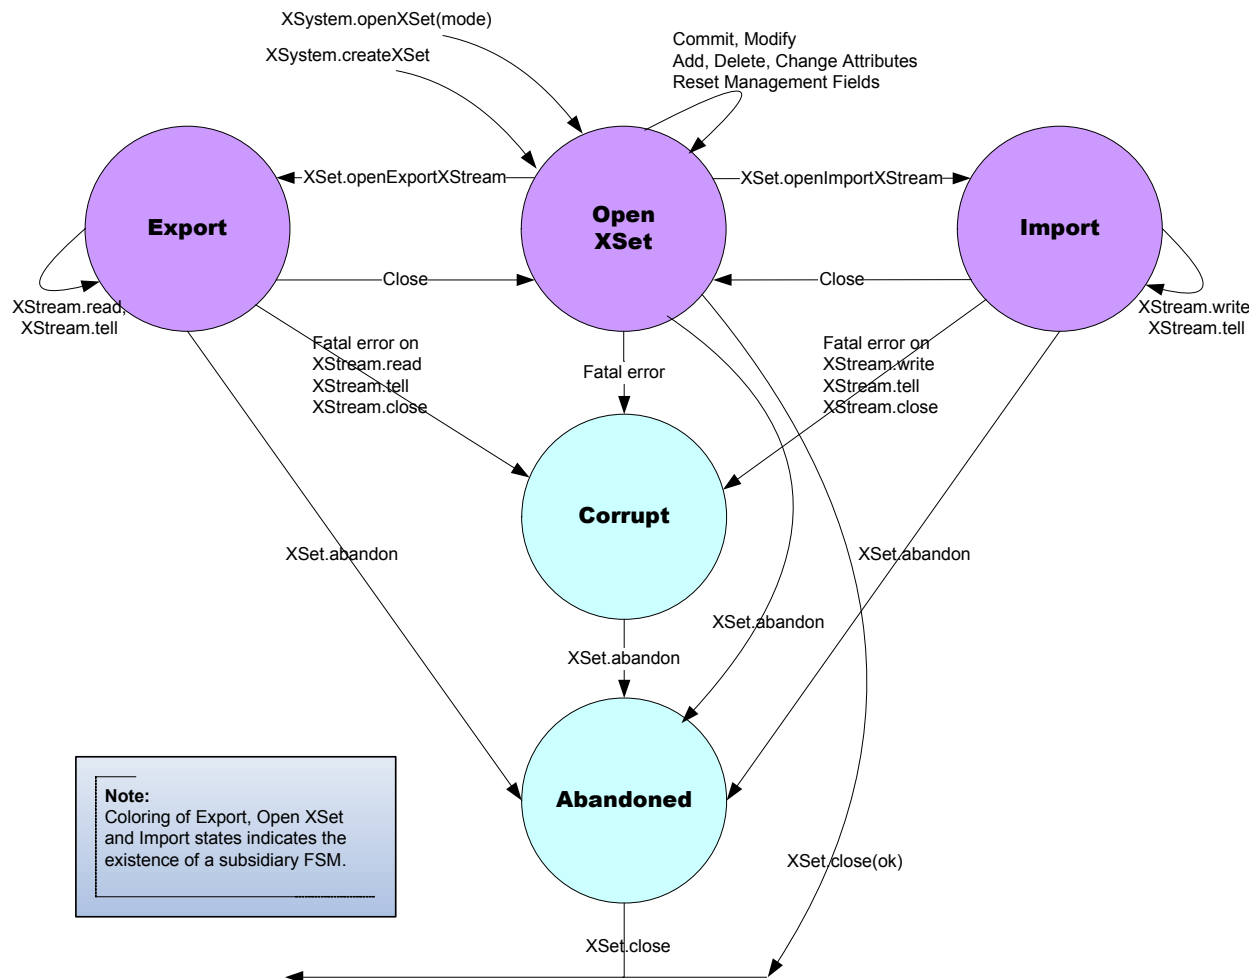 XSystem.openXSet(mode)
XSystem.createXSet
Commit, Modify
Add, Delete, Change Attributes
Reset Management Fields
XSet.openExportXStream
XSet.openImportXStream
Export
Open
XSet
Import
Close
Close
XStream.read,
XStream.tell
XStream.write
XStream.tell
Fatal error on
XStream.read
XStream.tell
XStream.close
Fatal error
Fatal error on
XStream.write
XStream.tell
XStream.close
Corrupt
XSet.abandon
XSet.abandon
XSet.abandon
XSet.abandon
Abandoned
Note:
Coloring of Export, Open XSet
and Import states indicates the
existence of a subsidiary FSM.
XSet.close(ok)
XSet.close